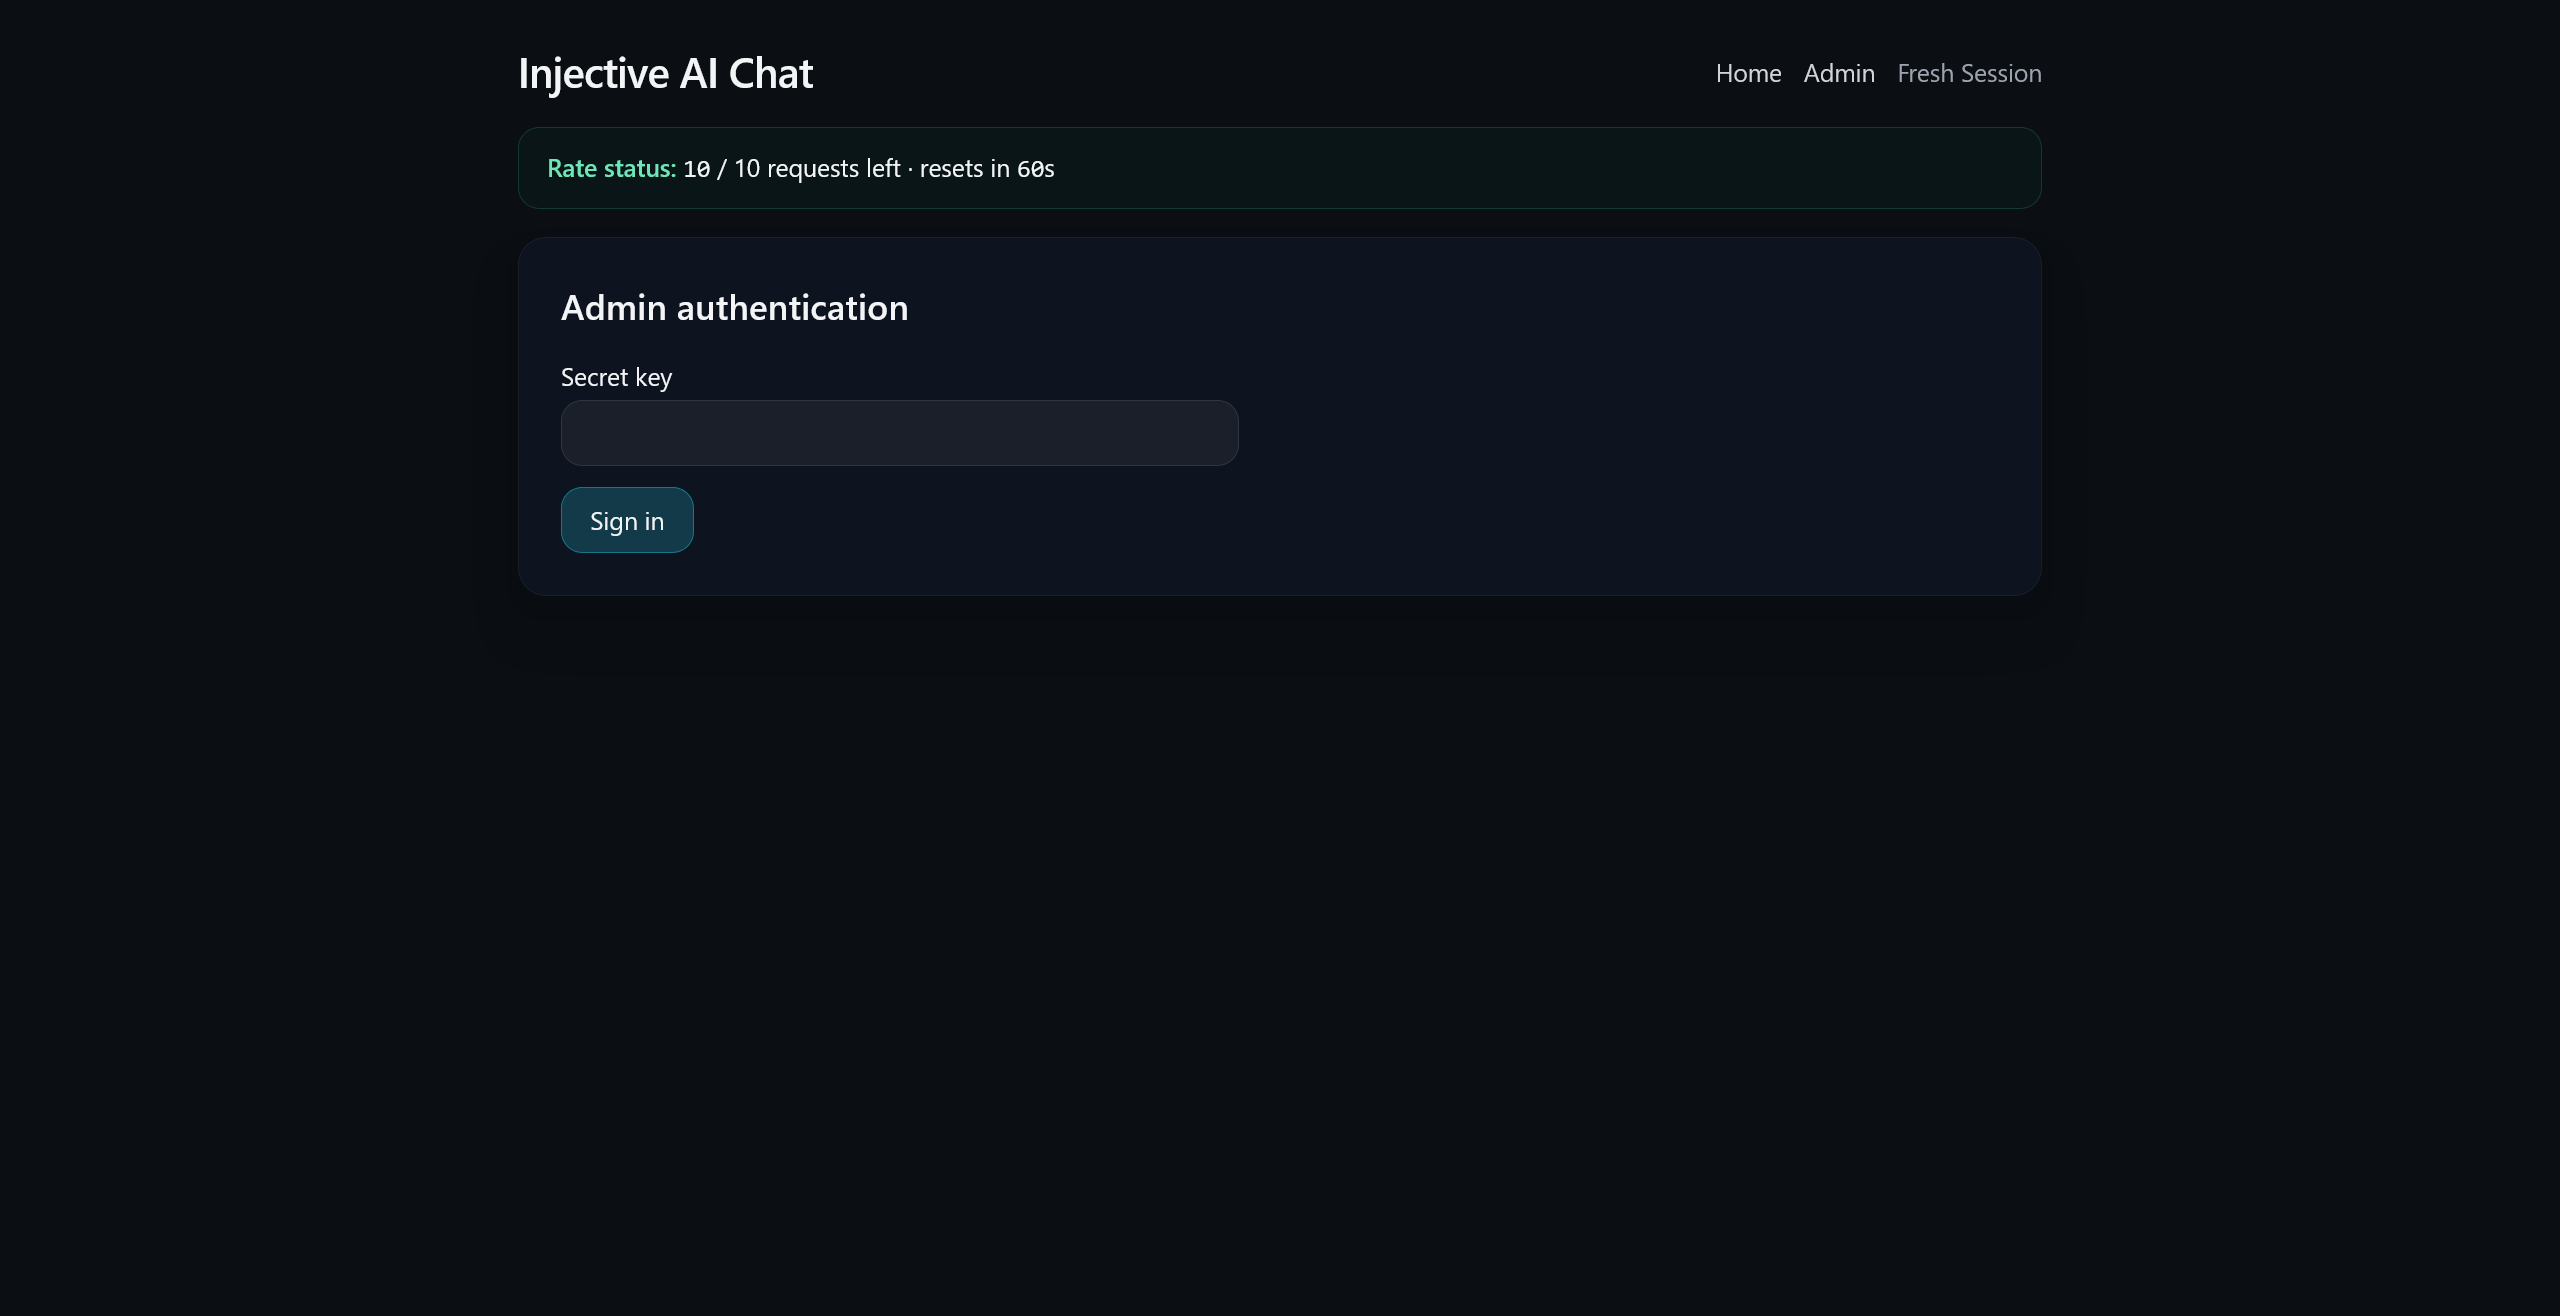 Injective AI Chat
Home Admin Fresh Session
Rate status: 10 / 10 requests left · resets in 60s
Admin authentication
Secret key
Sign in